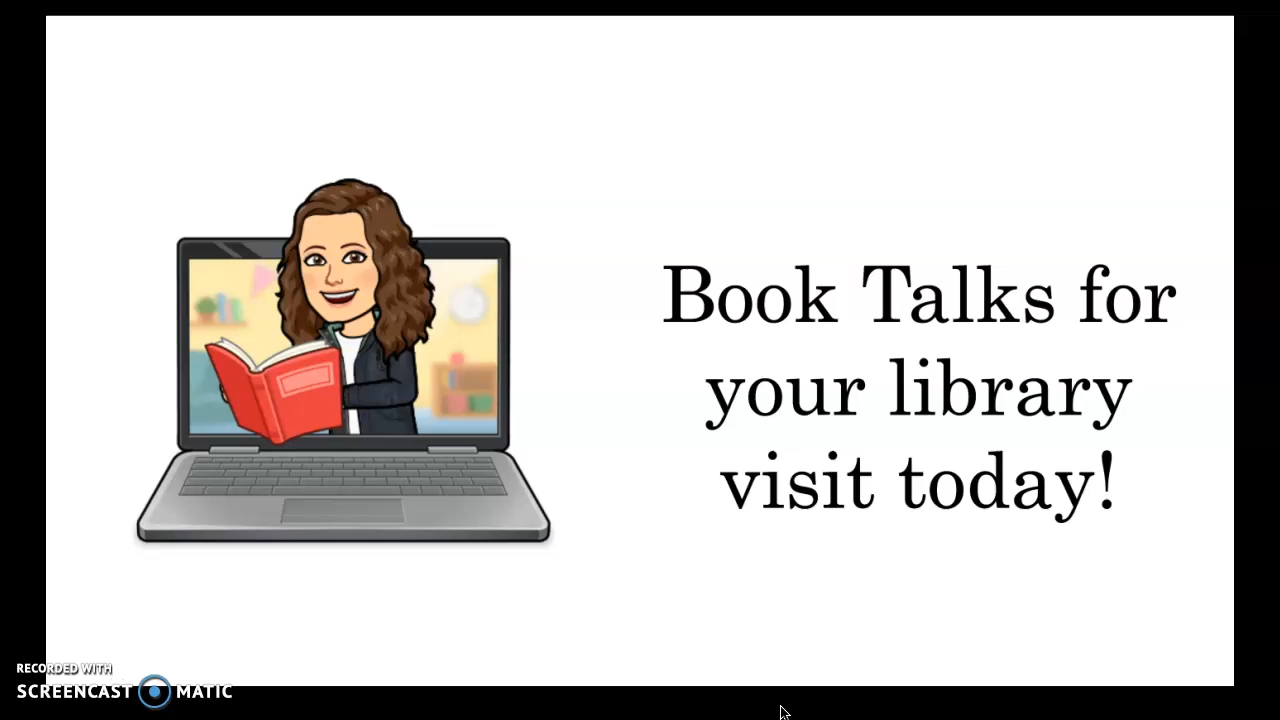 Book Talks for
your library
visit today!
RECORDED WITH
SCREENCAST MATIC